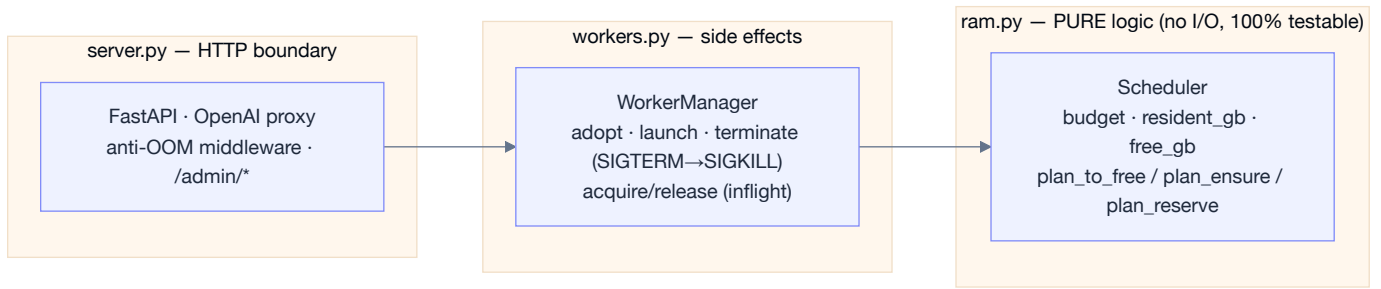 server.py — HTTP boundary
FastAPI · OpenAI proxy
anti-OOM middleware ·
/admin/*
workers.py — side effects
WorkerManager
adopt · launch · terminate
(SIGTERM→SIGKILL)
acquire/release (inflight)
ram.py — PURE logic (no I/O, 100% testable)
Scheduler
budget · resident_gb ·
free_gb
plan_to_free / plan_ensure /
plan_reserve